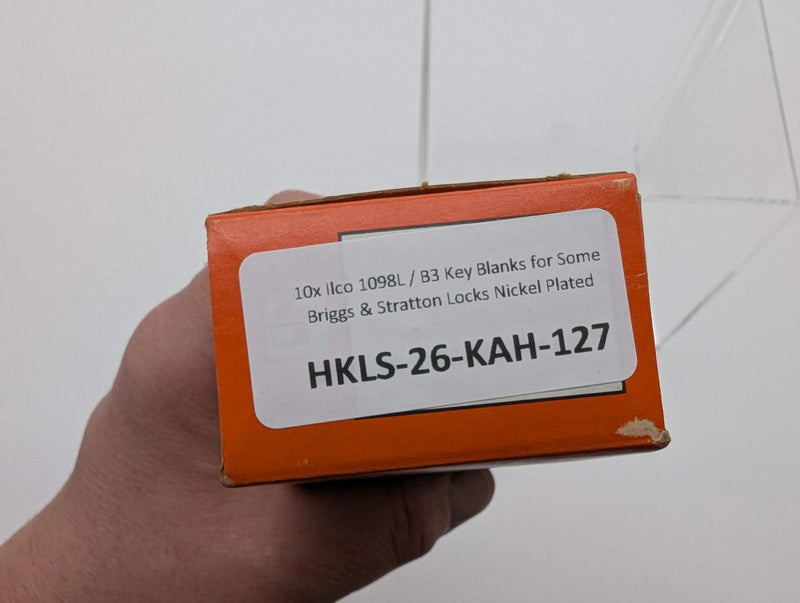 10x Ilco 1098L / B3 Key Blanks for Some
Briggs & Stratton Locks Nickel Plated
HKLS-26-KAH-127